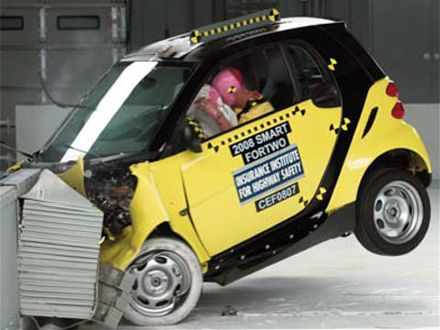 2008 SMART
FORTWO
INSURANCE INSTITUTE
FOR HIGHWAY SAFETY
CEF0807